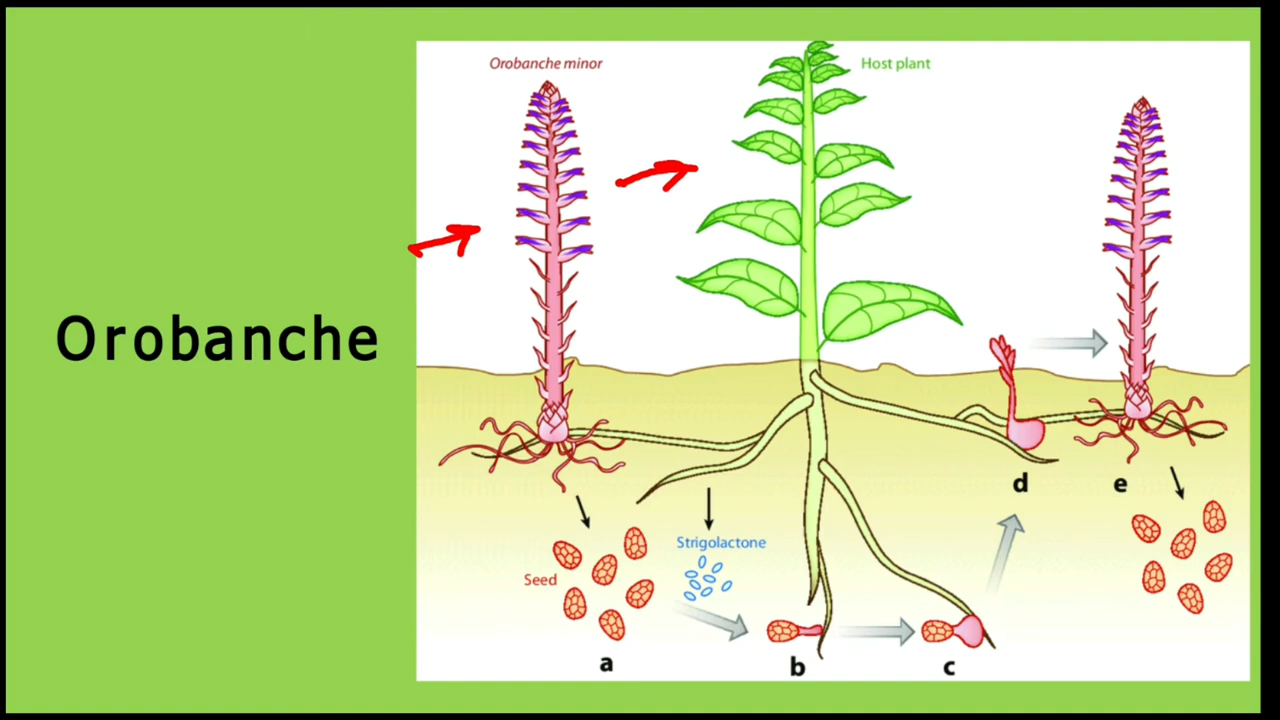 Orobanche
Orobanche minor
Host plant
Strigolactone
Seed
a
b
c
d
e